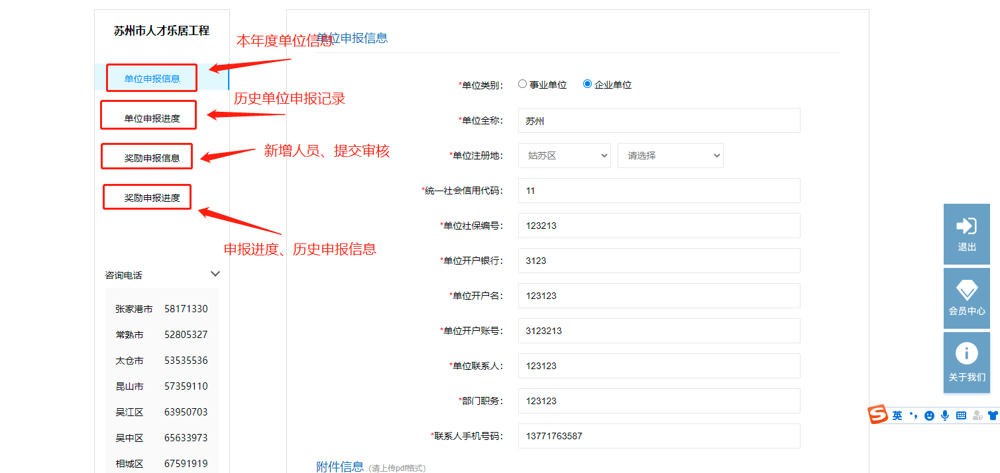 苏州市人才乐居工程
本年度单位信息
单位申报信息
历史单位申报记录
单位申报进度
新增人员、提交审核
奖励申报信息
奖励申报进度
申报进度、历史申报信息
咨询电话
张家港市 58171330
常熟市 52805327
太仓市 53535536
昆山市 57359110
吴江区 63950703
吴中区 65633973
相城区 67591919
单位申报信息
*单位类别： 事业单位 企业单位
*单位全称： 苏州
*单位注册地： 姑苏区 请选择
*统一社会信用代码： 11
*单位社保编号： 123213
*单位开户银行： 3123
*单位开户名： 123123
*单位开户账号： 3123213
*单位联系人： 123123
*部门职务： 123123
*联系人手机号码： 13771763587
附件信息（请上传pdf格式）
退出
会员中心
关于我们
S 英